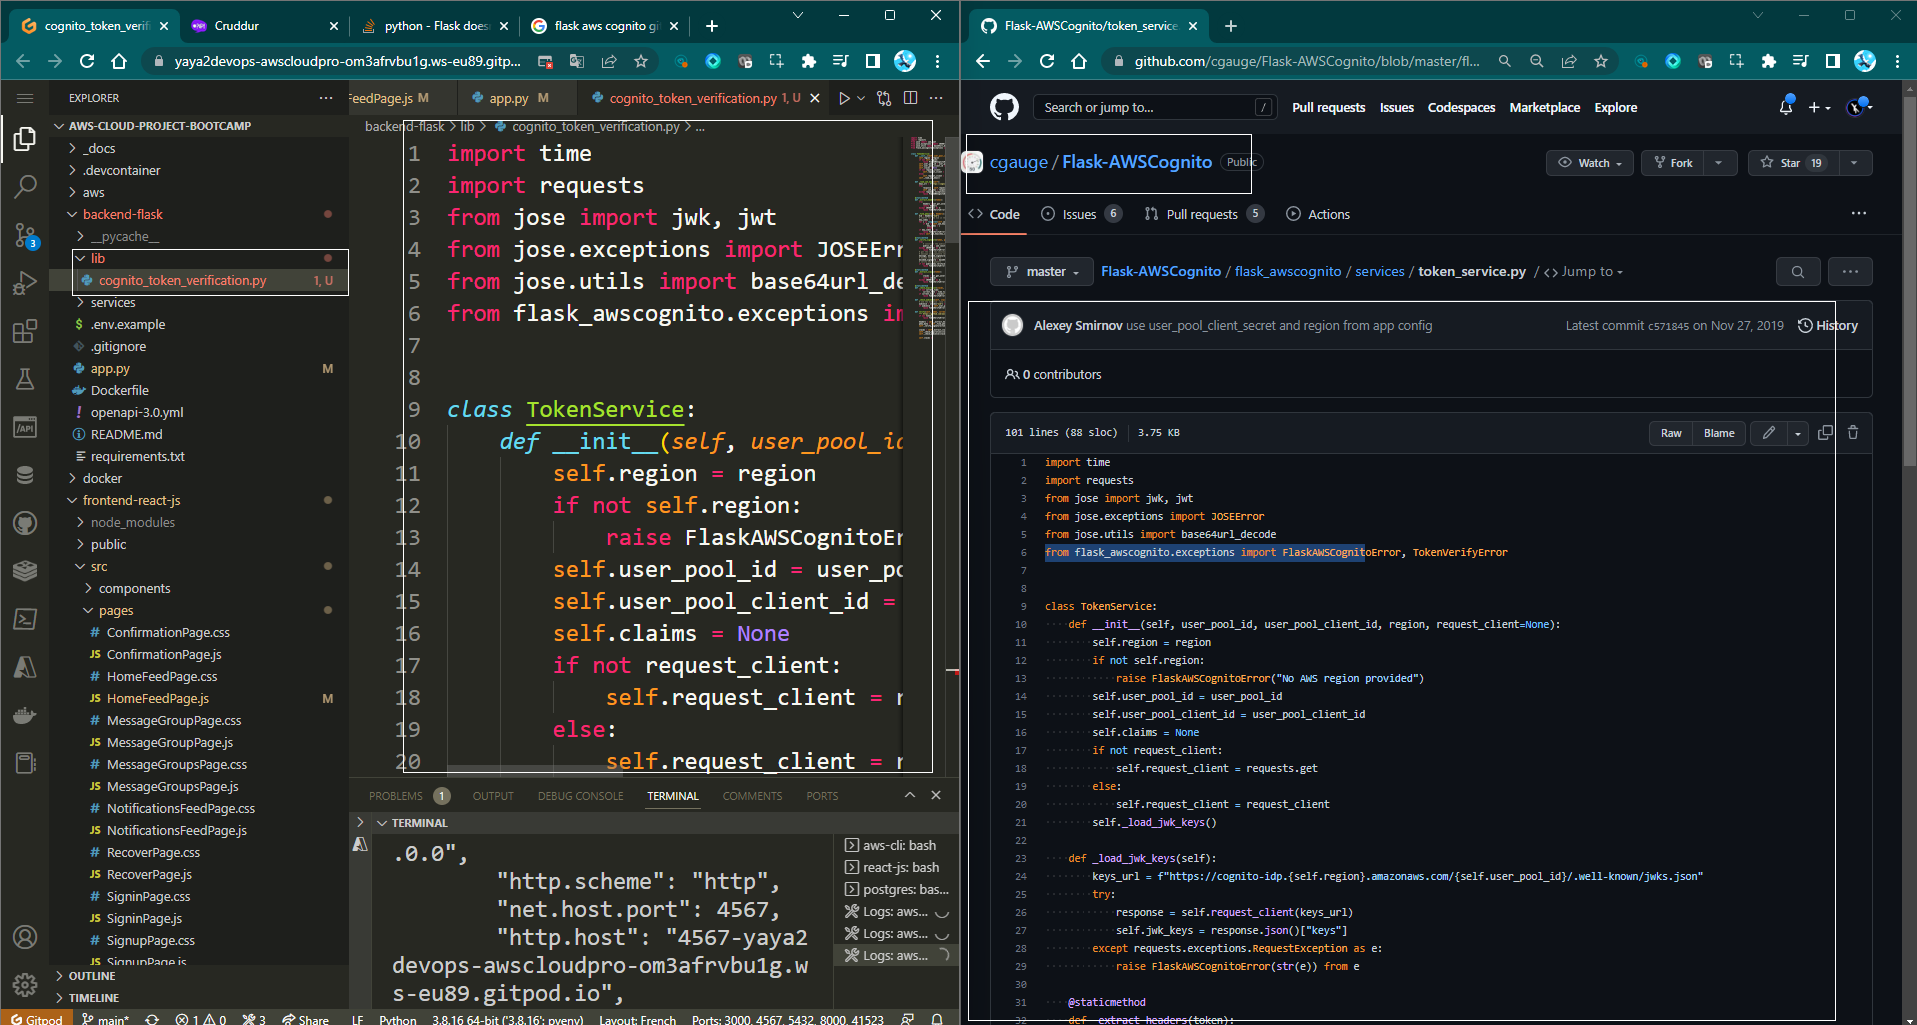 cognito_token_verif
Cruddur
python - Flask does
flask aws cognito gi
yaya2devops-awscloudpro-om3afrvbu1g.ws-eu89.gitp...
EXPLORER
FeedPage.js M
app.py M
cognito_token_verification.py 1, U
AWS-CLOUD-PROJECT-BOOTCAMP
backend-flask > lib > cognito_token_verification.py > ...
_docs
.devcontainer
aws
backend-flask
__pycache__
lib
cognito_token_verification.py 1, U
services
.env.example
.gitignore
app.py M
Dockerfile
openapi-3.0.yml
README.md
requirements.txt
docker
frontend-react-js
node_modules
public
src
components
pages
ConfirmationPage.css
ConfirmationPage.js
HomeFeedPage.css
HomeFeedPage.js M
MessageGroupPage.css
MessageGroupPage.js
MessageGroupsPage.css
MessageGroupsPage.js
NotificationsFeedPage.css
NotificationsFeedPage.js
RecoverPage.css
RecoverPage.js
SigninPage.css
SigninPage.js
SignupPage.css
SignupPage.js
OUTLINE
TIMELINE
1 import time
2 import requests
3 from jose import jwk, jwt
4 from jose.exceptions import JOSEErr
5 from jose.utils import base64url_de
6 from flask_awscognito.exceptions im
7
8
9 class TokenService:
10 def __init__(self, user_pool_id
11 self.region = region
12 if not self.region:
13 raise FlaskAWSCognitoEr
14 self.user_pool_id = user_po
15 self.user_pool_client_id =
16 self.claims = None
17 if not request_client:
18 self.request_client = r
19 else:
20 self.request_client = r
PROBLEMS 1 OUTPUT DEBUG CONSOLE TERMINAL COMMENTS PORTS
TERMINAL
.0.0",
"http.scheme": "http",
"net.host.port": 4567,
"http.host": "4567-yaya2
devops-awscloudpro-om3afrvbu1g.w
s-eu89.gitpod.io",
aws-cli: bash
react-js: bash
postgres: bas...
Logs: aws...
Logs: aws...
Logs: aws...
Gitpod main* 1 0 3 Share LF Python 3.8.16 64-bit ('3.8.16': pyenv) Layout: French Ports: 3000, 4567, 5432, 8000, 41523
Flask-AWSCognito/token_service
github.com/cgauge/Flask-AWSCognito/blob/master/fl...
Search or jump to... /
Pull requests Issues Codespaces Marketplace Explore
cgauge / Flask-AWSCognito Public
Watch Fork Star 19
Code Issues 6 Pull requests 5 Actions
master Flask-AWSCognito / flask_awscognito / services / token_service.py / <> Jump to
Alexey Smirnov use user_pool_client_secret and region from app config
Latest commit c571845 on Nov 27, 2019 History
0 contributors
101 lines (88 sloc) 3.75 KB
Raw Blame
1 import time
2 import requests
3 from jose import jwk, jwt
4 from jose.exceptions import JOSEError
5 from jose.utils import base64url_decode
6 from flask_awscognito.exceptions import FlaskAWSCognitoError, TokenVerifyError
7
8
9 class TokenService:
10 def __init__(self, user_pool_id, user_pool_client_id, region, request_client=None):
11 self.region = region
12 if not self.region:
13 raise FlaskAWSCognitoError("No AWS region provided")
14 self.user_pool_id = user_pool_id
15 self.user_pool_client_id = user_pool_client_id
16 self.claims = None
17 if not request_client:
18 self.request_client = requests.get
19 else:
20 self.request_client = request_client
21 self._load_jwk_keys()
22
23 def _load_jwk_keys(self):
24 keys_url = f"https://cognito-idp.{self.region}.amazonaws.com/{self.user_pool_id}/.well-known/jwks.json"
25 try:
26 response = self.request_client(keys_url)
27 self.jwk_keys = response.json()["keys"]
28 except requests.exceptions.RequestException as e:
29 raise FlaskAWSCognitoError(str(e)) from e
30
31 @staticmethod
32 def extract_headers(token):